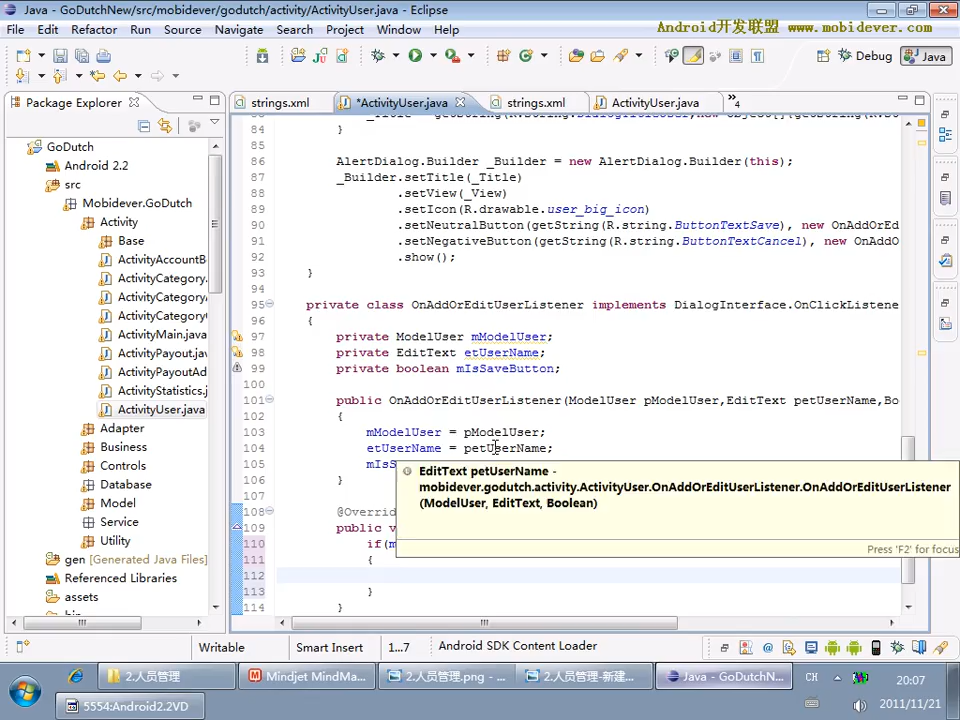 Java - GoDutchNew/src/mobidever/godutch/activity/ActivityUser.java - Eclipse
File Edit Refactor Run Source Navigate Search Project Window Help
Android开发联盟 www.mobidever.com
Debug Java
Package Explorer
strings.xml *ActivityUser.java strings.xml ActivityUser.java »4
GoDutch
Android 2.2
src
Mobidever.GoDutch
Activity
Base
ActivityAccountB
ActivityCategory.
ActivityCategory
ActivityCategory
ActivityMain.java
ActivityPayout.jav
ActivityPayoutAd
ActivityStatistics.j
ActivityUser.java
Adapter
Business
Controls
Database
Model
Service
Utility
gen [Generated Java Files]
Referenced Libraries
assets
84 }
85
86 AlertDialog.Builder _Builder = new AlertDialog.Builder(this);
87 _Builder.setTitle(_Title)
88 .setView(_View)
89 .setIcon(R.drawable.user_big_icon)
90 .setNeutralButton(getString(R.string.ButtonTextSave), new OnAddOrEdi
91 .setNegativeButton(getString(R.string.ButtonTextCancel), new OnAddO
92 .show();
93 }
94
95 private class OnAddOrEditUserListener implements DialogInterface.OnClickListene
96 {
97 private ModelUser mModelUser;
98 private EditText etUserName;
99 private boolean mIsSaveButton;
100
101 public OnAddOrEditUserListener(ModelUser pModelUser,EditText petUserName,Bo
102 {
103 mModelUser = pModelUser;
104 etUserName = petUserName;
105 mIsS
106 }
107
108 @Overrid
109 public v
110 if(m
111 {
112
113 }
114 }
EditText petUserName -
mobidever.godutch.activity.ActivityUser.OnAddOrEditUserListener.OnAddOrEditUserListener
(ModelUser, EditText, Boolean)
Press 'F2' for focus
Writable Smart Insert 1...7 Android SDK Content Loader
2.人员管理 Mindjet MindMa... 2.人员管理.png - ... 2.人员管理-新建... Java - GoDutchN... CH 20:07
5554:Android2.2VD 2011/11/21